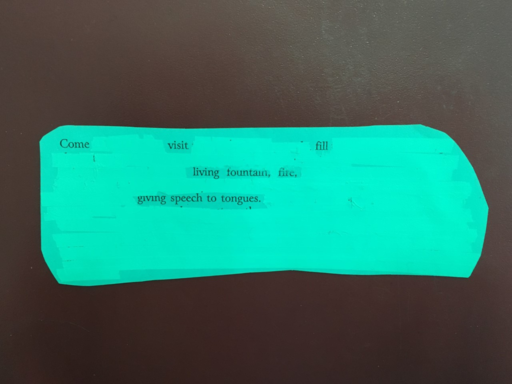 Come visit fill
living fountain, fire,
giving speech to tongues.